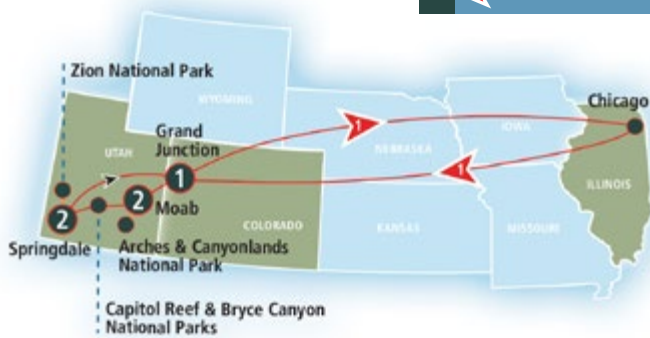 Zion National Park
WYOMING
Chicago
Grand
Junction
1
IOWA
NEBRASKA
UTAH
1
1
ILLINOIS
2
Moab
2
COLORADO
KANSAS
MISSOURI
Springdale
Arches & Canyonlands
National Park
Capitol Reef & Bryce Canyon
National Parks